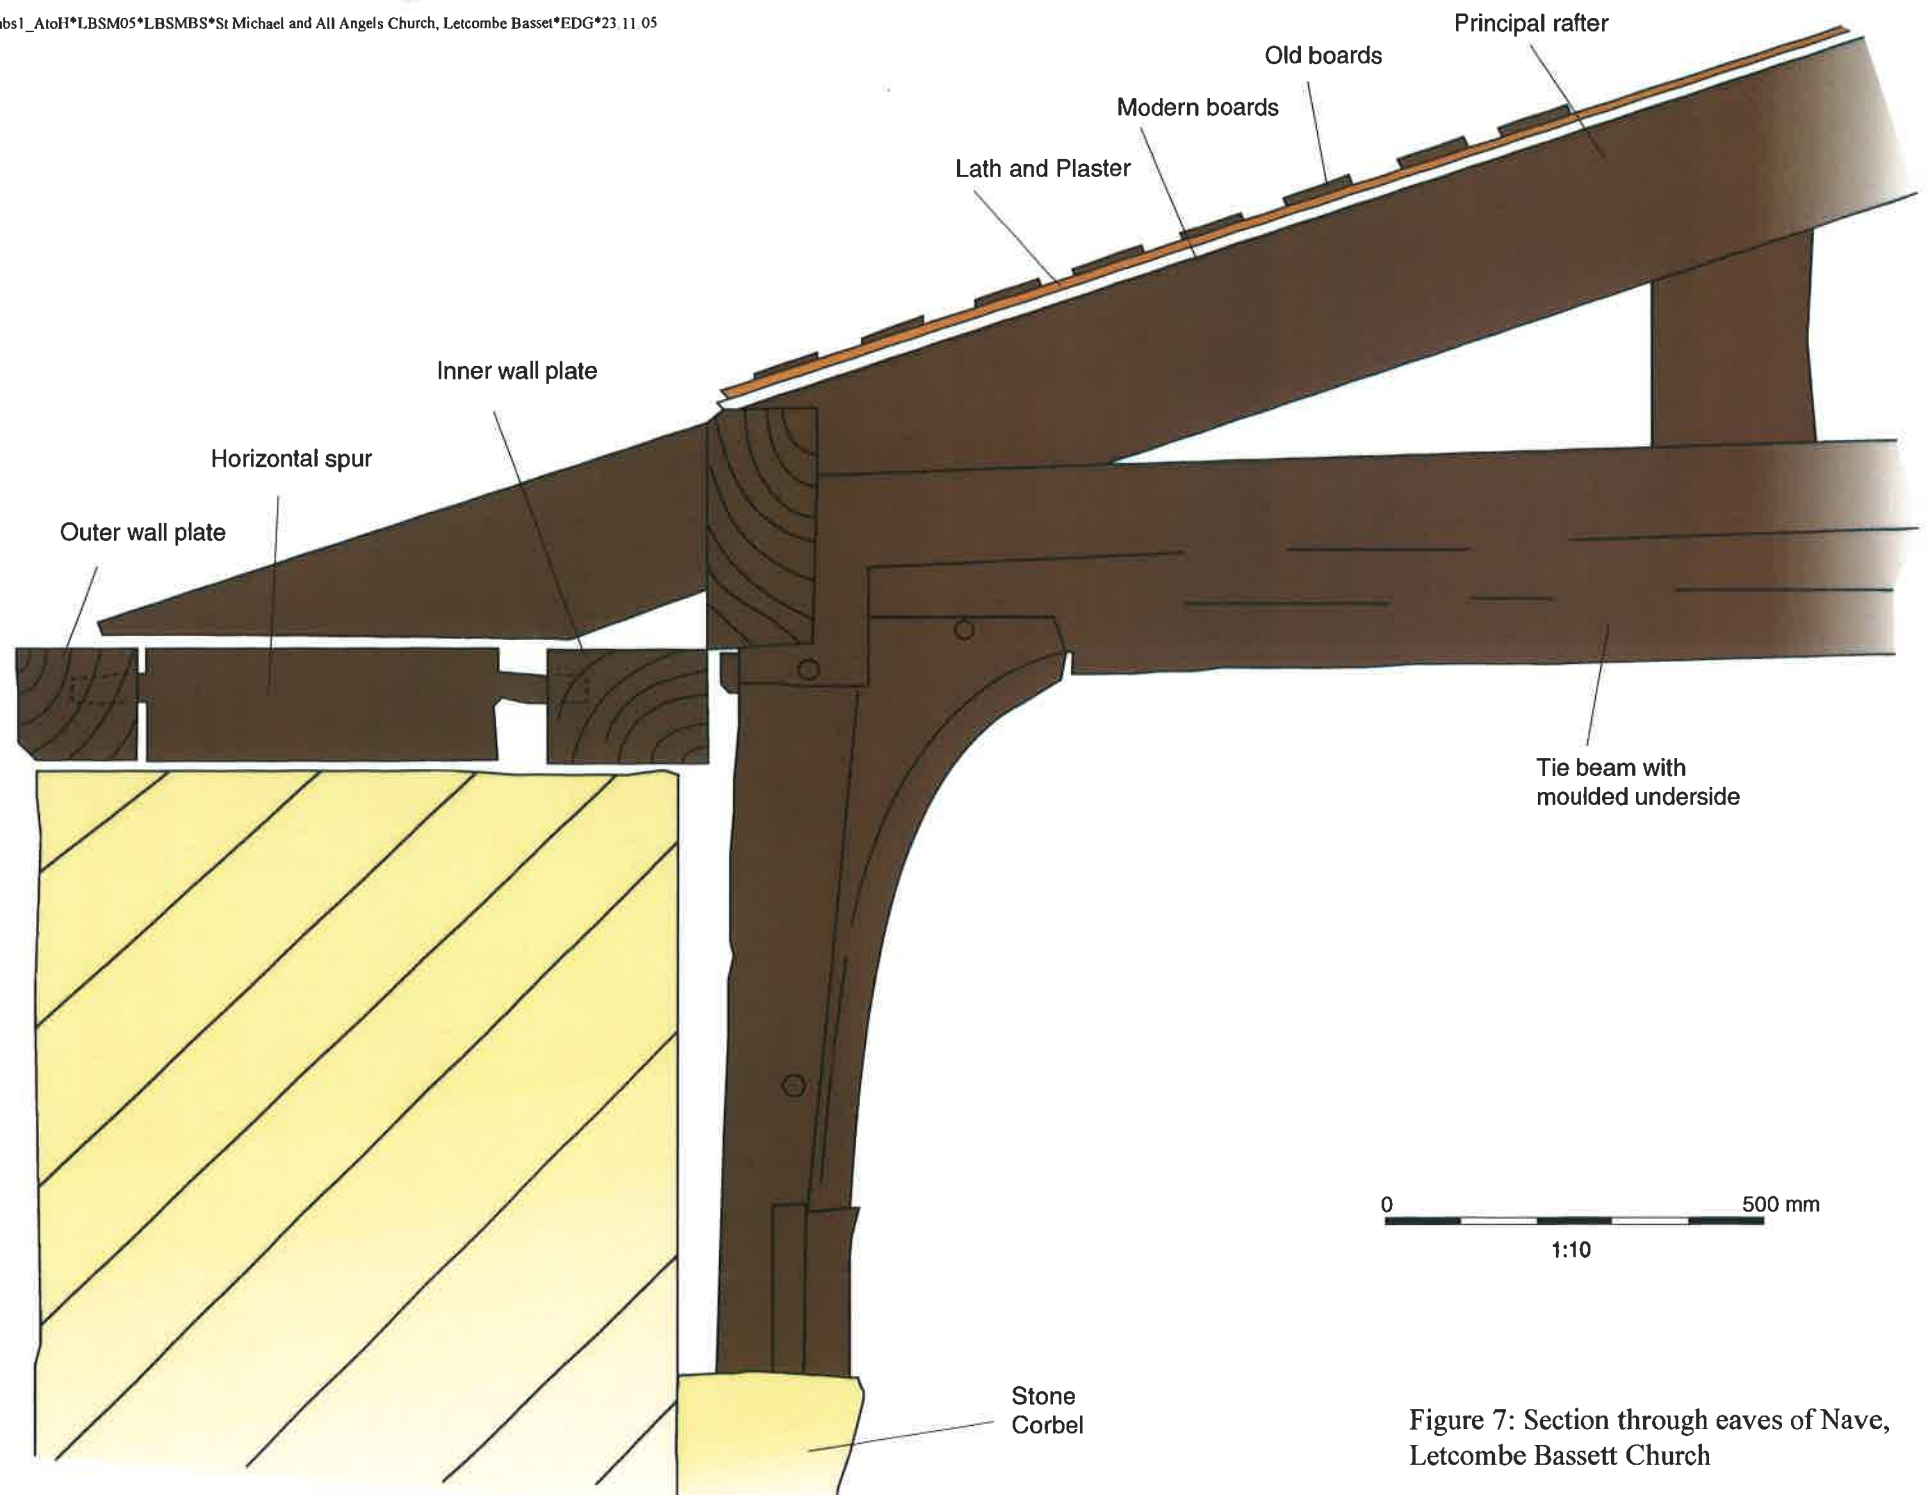 bs1_AtoH*LBSM05*LBSMBS*St Michael and All Angels Church, Letcombe Basset*EDG*23.11.05
Principal rafter
Old boards
Modern boards
Lath and Plaster
Inner wall plate
Horizontal spur
Outer wall plate
Tie beam with
moulded underside
0 500 mm
1:10
Stone
Corbel
Figure 7: Section through eaves of Nave,
Letcombe Bassett Church